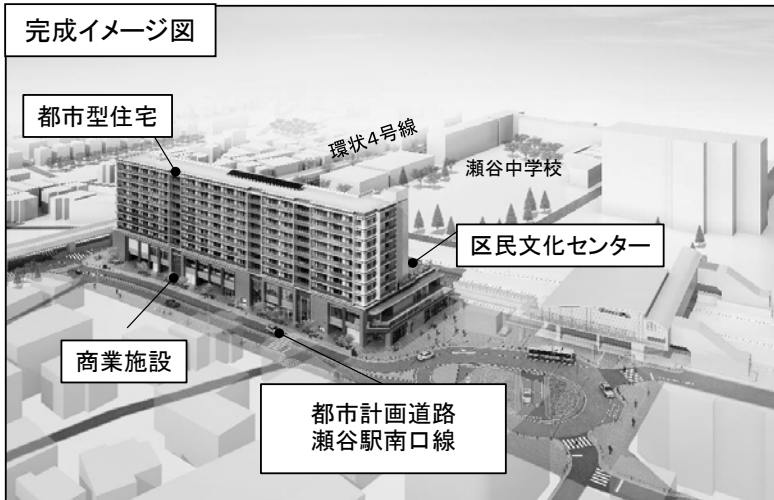 完成イメージ図
都市型住宅
環状4号線
瀬谷中学校
区民文化センター
商業施設
都市計画道路
瀬谷駅南口線